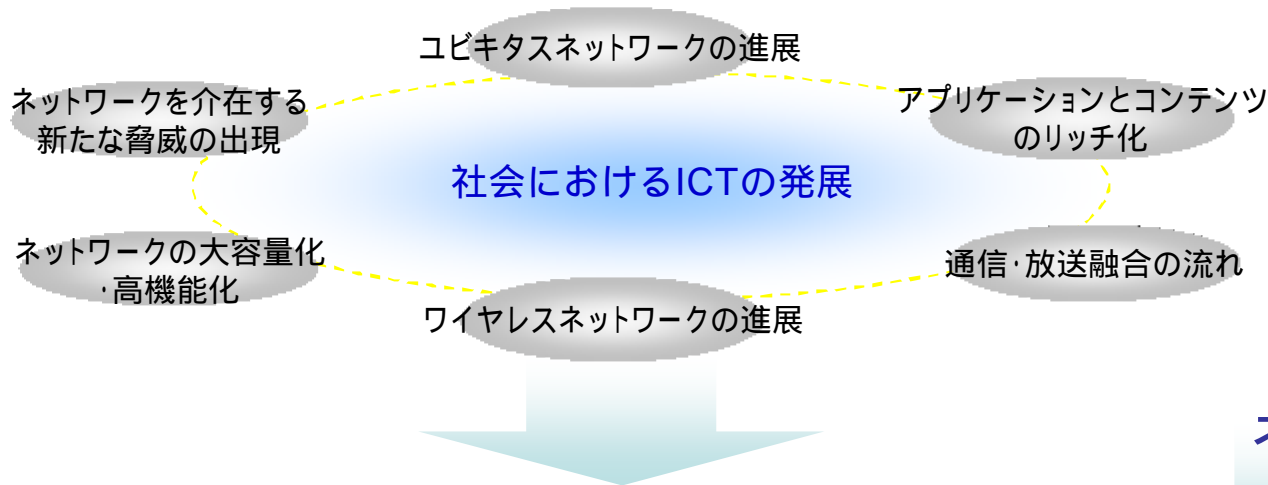 ユビキタスネットワークの進展
ネットワークを介在する
新たな脅威の出現
アプリケーションとコンテンツ
のリッチ化
社会におけるICTの発展
ネットワークの大容量化
・高機能化
通信・放送融合の流れ
ワイヤレスネットワークの進展